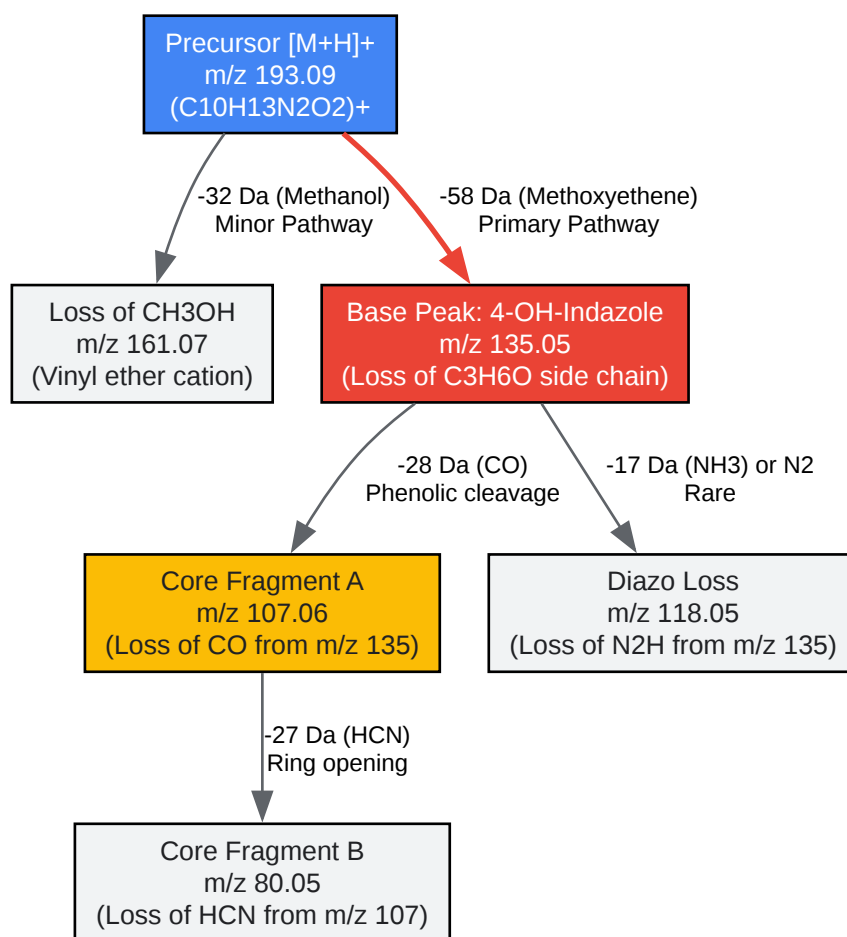 Precursor [M+H]+
m/z 193.09
(C10H13N2O2)+
-32 Da (Methanol)
Minor Pathway
-58 Da (Methoxyethene)
Primary Pathway
Loss of CH3OH
m/z 161.07
(Vinyl ether cation)
Base Peak: 4-OH-Indazole
m/z 135.05
(Loss of C3H6O side chain)
-28 Da (CO)
Phenolic cleavage
-17 Da (NH3) or N2
Rare
Core Fragment A
m/z 107.06
(Loss of CO from m/z 135)
Diazo Loss
m/z 118.05
(Loss of N2H from m/z 135)
-27 Da (HCN)
Ring opening
Core Fragment B
m/z 80.05
(Loss of HCN from m/z 107)